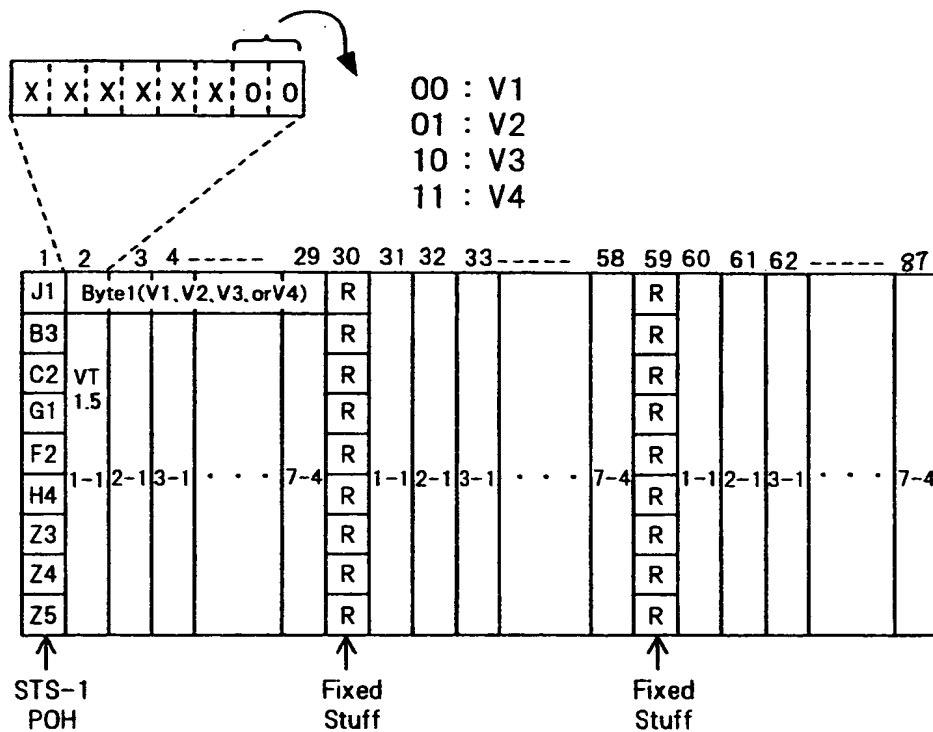 X X X X X X 0 0
00 : V1
01 : V2
10 : V3
11 : V4
1 2 3 4 ------ 29 30 31 32 33 ----- 58 59 60 61 62 ----- 87
J1 Byte1(V1、V2、V3、orV4) R R
B3 R R
C2 VT R R
G1 1.5 R R
F2 R R
H4 1-1 2-1 3-1 · · · 7-4 R 1-1 2-1 3-1 · · · 7-4 R 1-1 2-1 3-1 · · · 7-4
Z3 R R
Z4 R R
Z5 R R
STS-1 Fixed Fixed
POH Stuff Stuff